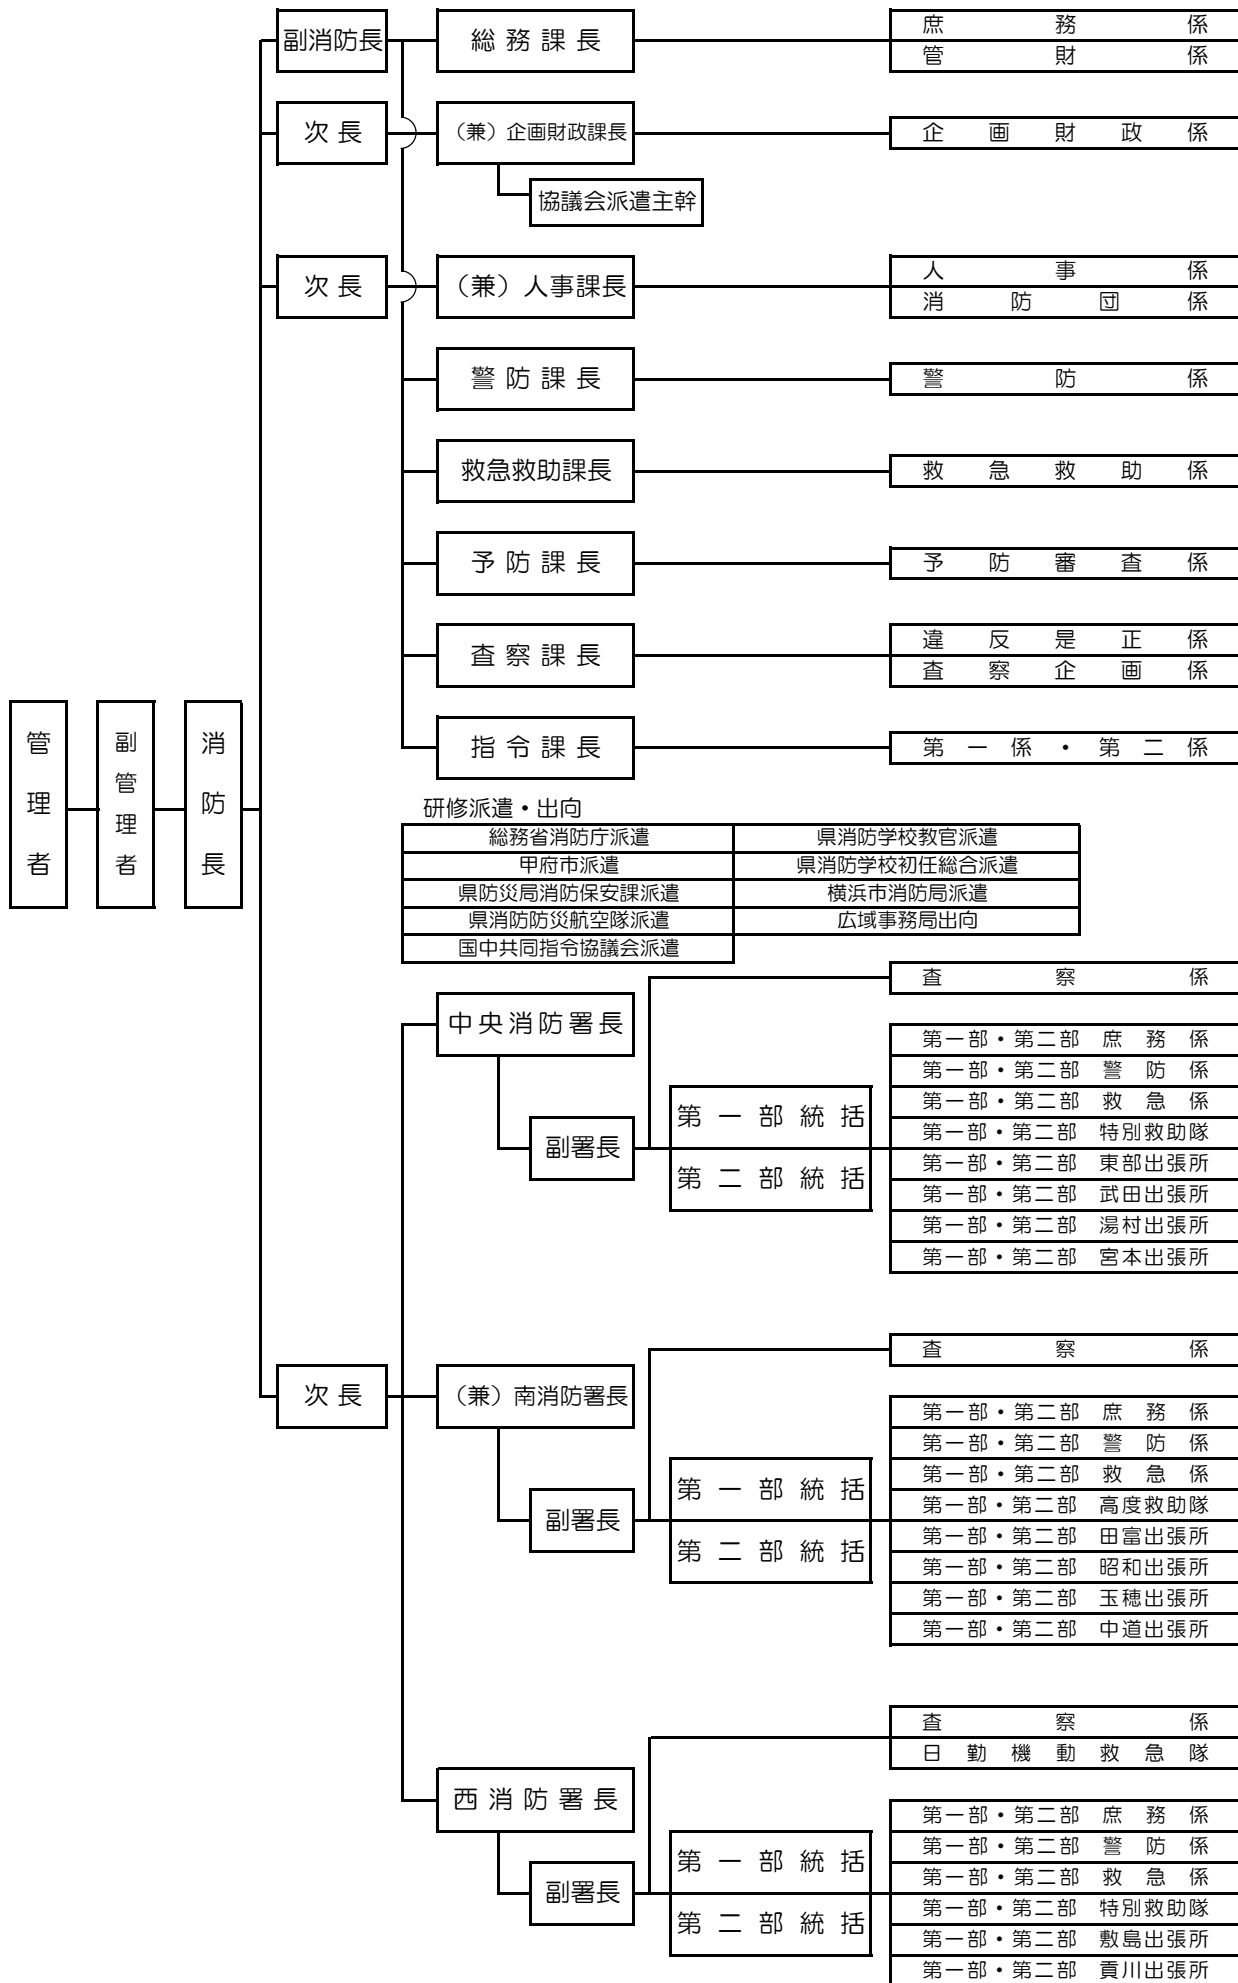 副消防長
総務課長
庶務係
管財係
次長
（兼）企画財政課長
企画財政係
協議会派遣主幹
次長
（兼）人事課長
人事係
消防団係
警防課長
警防係
救急救助課長
救急救助係
予防課長
予防審査係
査察課長
違反是正係
査察企画係
指令課長
第一係・第二係
管理者
副管理者
消防長
研修派遣・出向
総務省消防庁派遣
県消防学校教官派遣
甲府市派遣
県消防学校初任総合派遣
県防災局消防保安課派遣
横浜市消防局派遣
県消防防災航空隊派遣
広域事務局出向
国中共同指令協議会派遣
査察係
中央消防署長
副署長
第一部統括
第二部統括
第一部・第二部 庶務係
第一部・第二部 警防係
第一部・第二部 救急係
第一部・第二部 特別救助隊
第一部・第二部 東部出張所
第一部・第二部 武田出張所
第一部・第二部 湯村出張所
第一部・第二部 宮本出張所
査察係
次長
（兼）南消防署長
副署長
第一部統括
第二部統括
第一部・第二部 庶務係
第一部・第二部 警防係
第一部・第二部 救急係
第一部・第二部 高度救助隊
第一部・第二部 田富出張所
第一部・第二部 昭和出張所
第一部・第二部 玉穂出張所
第一部・第二部 中道出張所
査察係
日勤機動救急隊
西消防署長
副署長
第一部統括
第二部統括
第一部・第二部 庶務係
第一部・第二部 警防係
第一部・第二部 救急係
第一部・第二部 特別救助隊
第一部・第二部 敷島出張所
第一部・第二部 貢川出張所